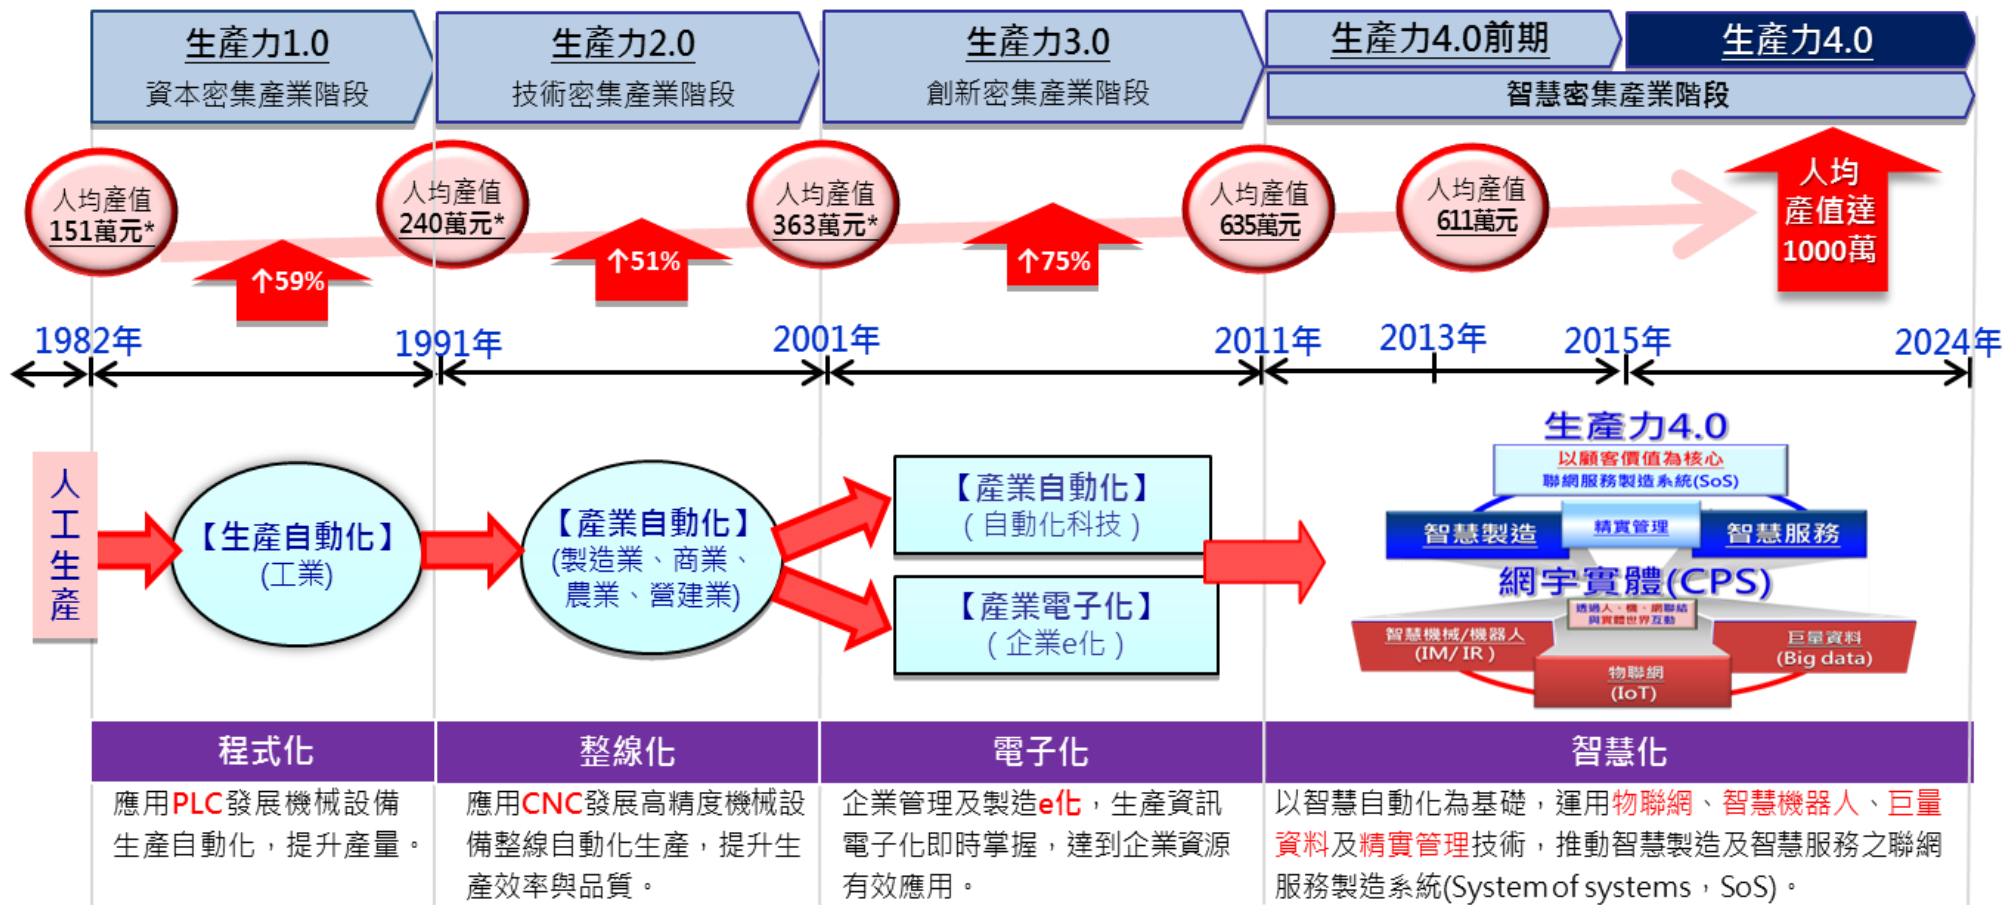 生產力1.0
資本密集產業階段
生產力2.0
技術密集產業階段
生產力3.0
創新密集產業階段
生產力4.0前期
生產力4.0
智慧密集產業階段
人均產值
151萬元*
↑59%
人均產值
240萬元*
↑51%
人均產值
363萬元*
↑75%
人均產值
635萬元
人均產值
611萬元
人均
產值達
1000萬
1982年
1991年
2001年
2011年
2013年
2015年
2024年
人
工
生
產
【生產自動化】
(工業)
【產業自動化】
(製造業、商業、
農業、營建業)
【產業自動化】
(自動化科技)
【產業電子化】
(企業e化)
生產力4.0
以顧客價值為核心
聯網服務製造系統(SoS)
智慧製造
精實管理
智慧服務
網宇實體(CPS)
透過人、機、網聯結
與實體世界互動
智慧機械/機器人
(IM/ IR )
物聯網
(IoT)
巨量資料
(Big data)
程式化
應用PLC發展機械設備
生產自動化，提升產量。
整線化
應用CNC發展高精度機械設
備整線自動化生產，提升生
產效率與品質。
電子化
企業管理及製造e化，生產資訊
電子化即時掌握，達到企業資源
有效應用。
智慧化
以智慧自動化為基礎，運用物聯網、智慧機器人、巨量
資料及精實管理技術，推動智慧製造及智慧服務之聯網
服務製造系統(System of systems，SoS)。